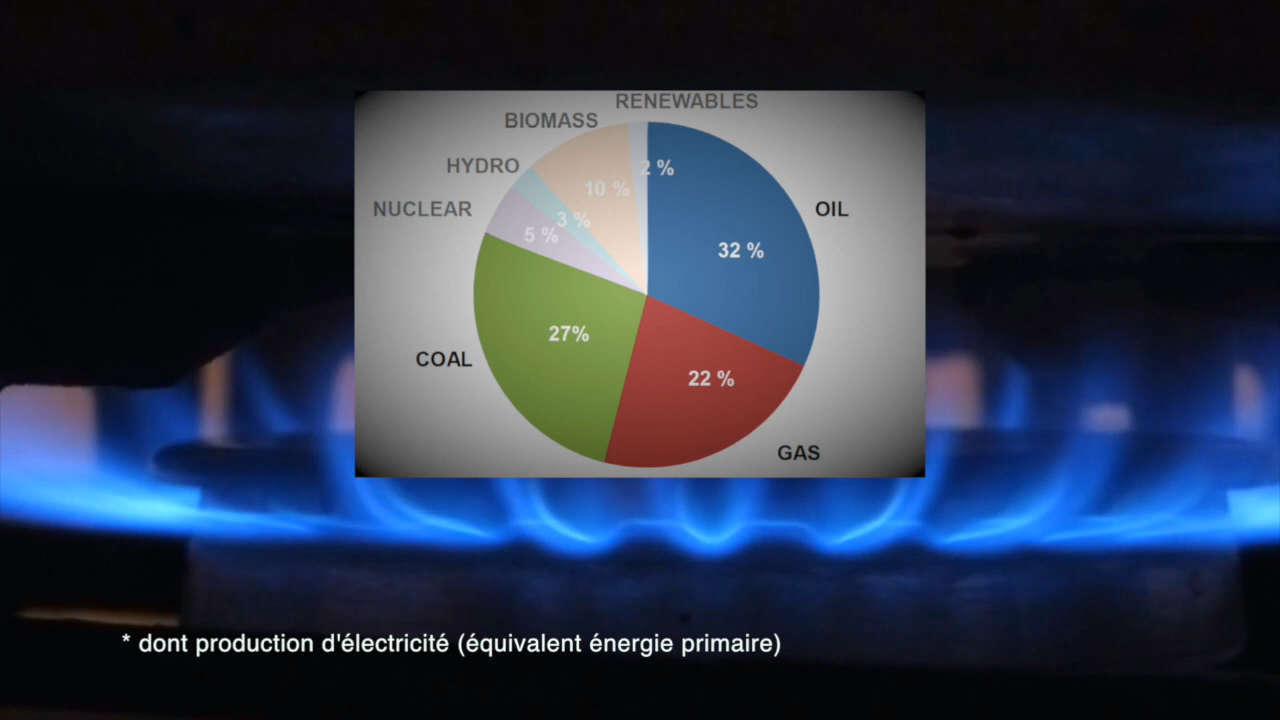 RENEWABLES
BIOMASS
2 %
HYDRO
10 %
NUCLEAR
OIL
3 %
5 %
32 %
27%
COAL
22 %
GAS
* dont production d'électricité (équivalent énergie primaire)